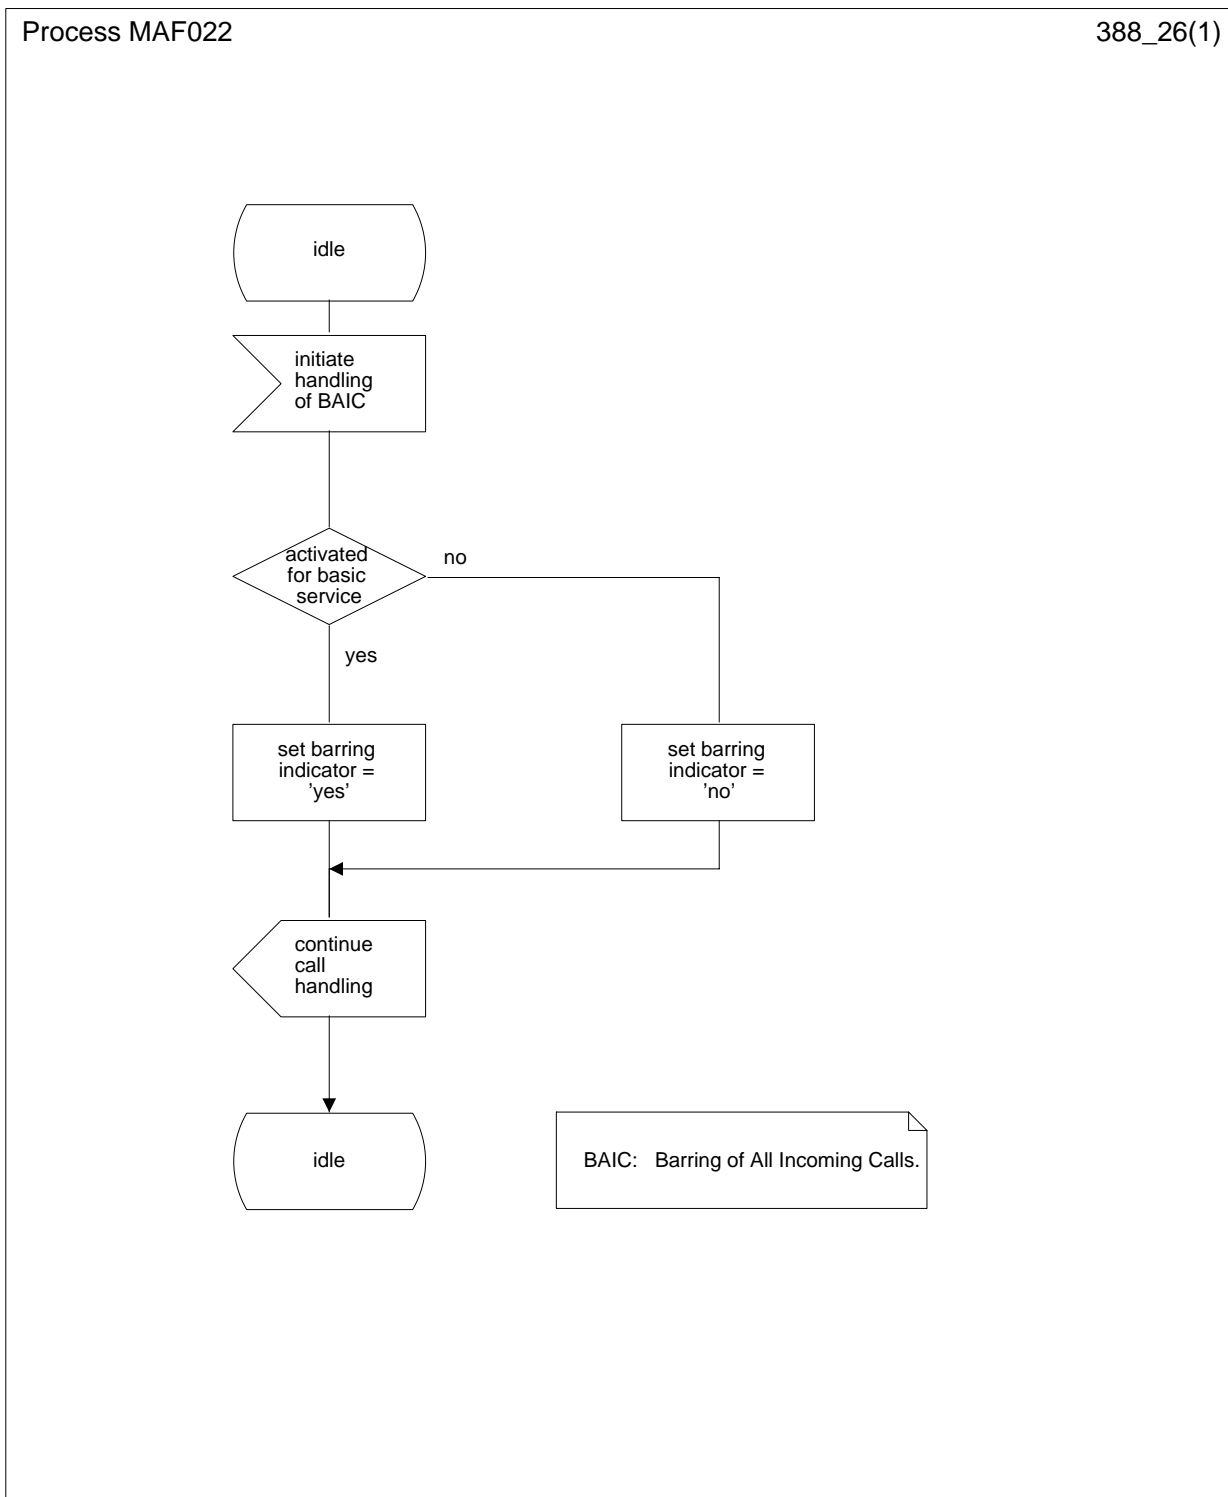 Process MAF022
388_26(1)
idle
initiate
handling
of BAIC
activated
for basic
service
no
yes
set barring
indicator =
’yes’
set barring
indicator =
’no’
continue
call
handling
idle
BAIC: Barring of All Incoming Calls.